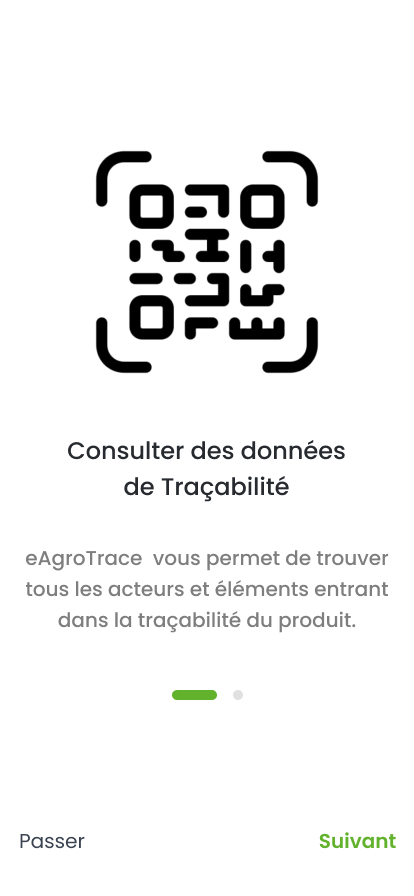 Consulter des données
de Traçabilité
eAgroTrace  vous permet de trouver
tous les acteurs et éléments entrant
dans la traçabilité du produit.
Passer
Suivant